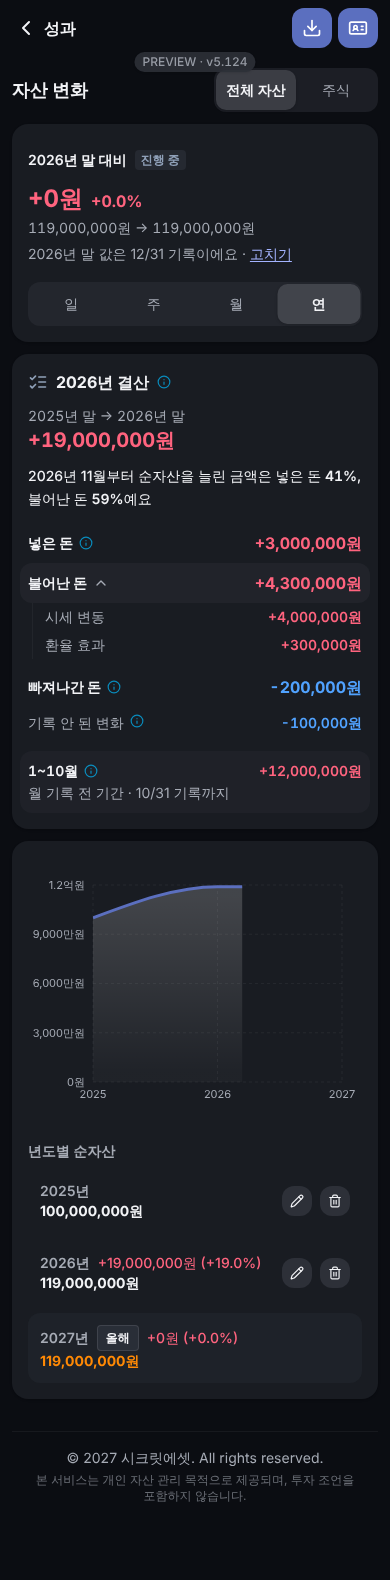 성과
PREVIEW · v5.124
자산 변화
전체 자산
주식
2026년 말 대비 진행 중
+0원 +0.0%
119,000,000원 → 119,000,000원
2026년 말 값은 12/31 기록이에요 · 고치기
일 주 월 연
2026년 결산
2025년 말 → 2026년 말
+19,000,000원
2026년 11월부터 순자산을 늘린 금액은 넣은 돈 41%,
불어난 돈 59%예요
넣은 돈 +3,000,000원
불어난 돈 +4,300,000원
시세 변동 +4,000,000원
환율 효과 +300,000원
빠져나간 돈 -200,000원
기록 안 된 변화 -100,000원
1~10월 +12,000,000원
월 기록 전 기간 · 10/31 기록까지
1.2억원
9,000만원
6,000만원
3,000만원
0원
2025 2026 2027
년도별 순자산
2025년
100,000,000원
2026년 +19,000,000원 (+19.0%)
119,000,000원
2027년 올해 +0원 (+0.0%)
119,000,000원
© 2027 시크릿에셋. All rights reserved.
본 서비스는 개인 자산 관리 목적으로 제공되며, 투자 조언을
포함하지 않습니다.